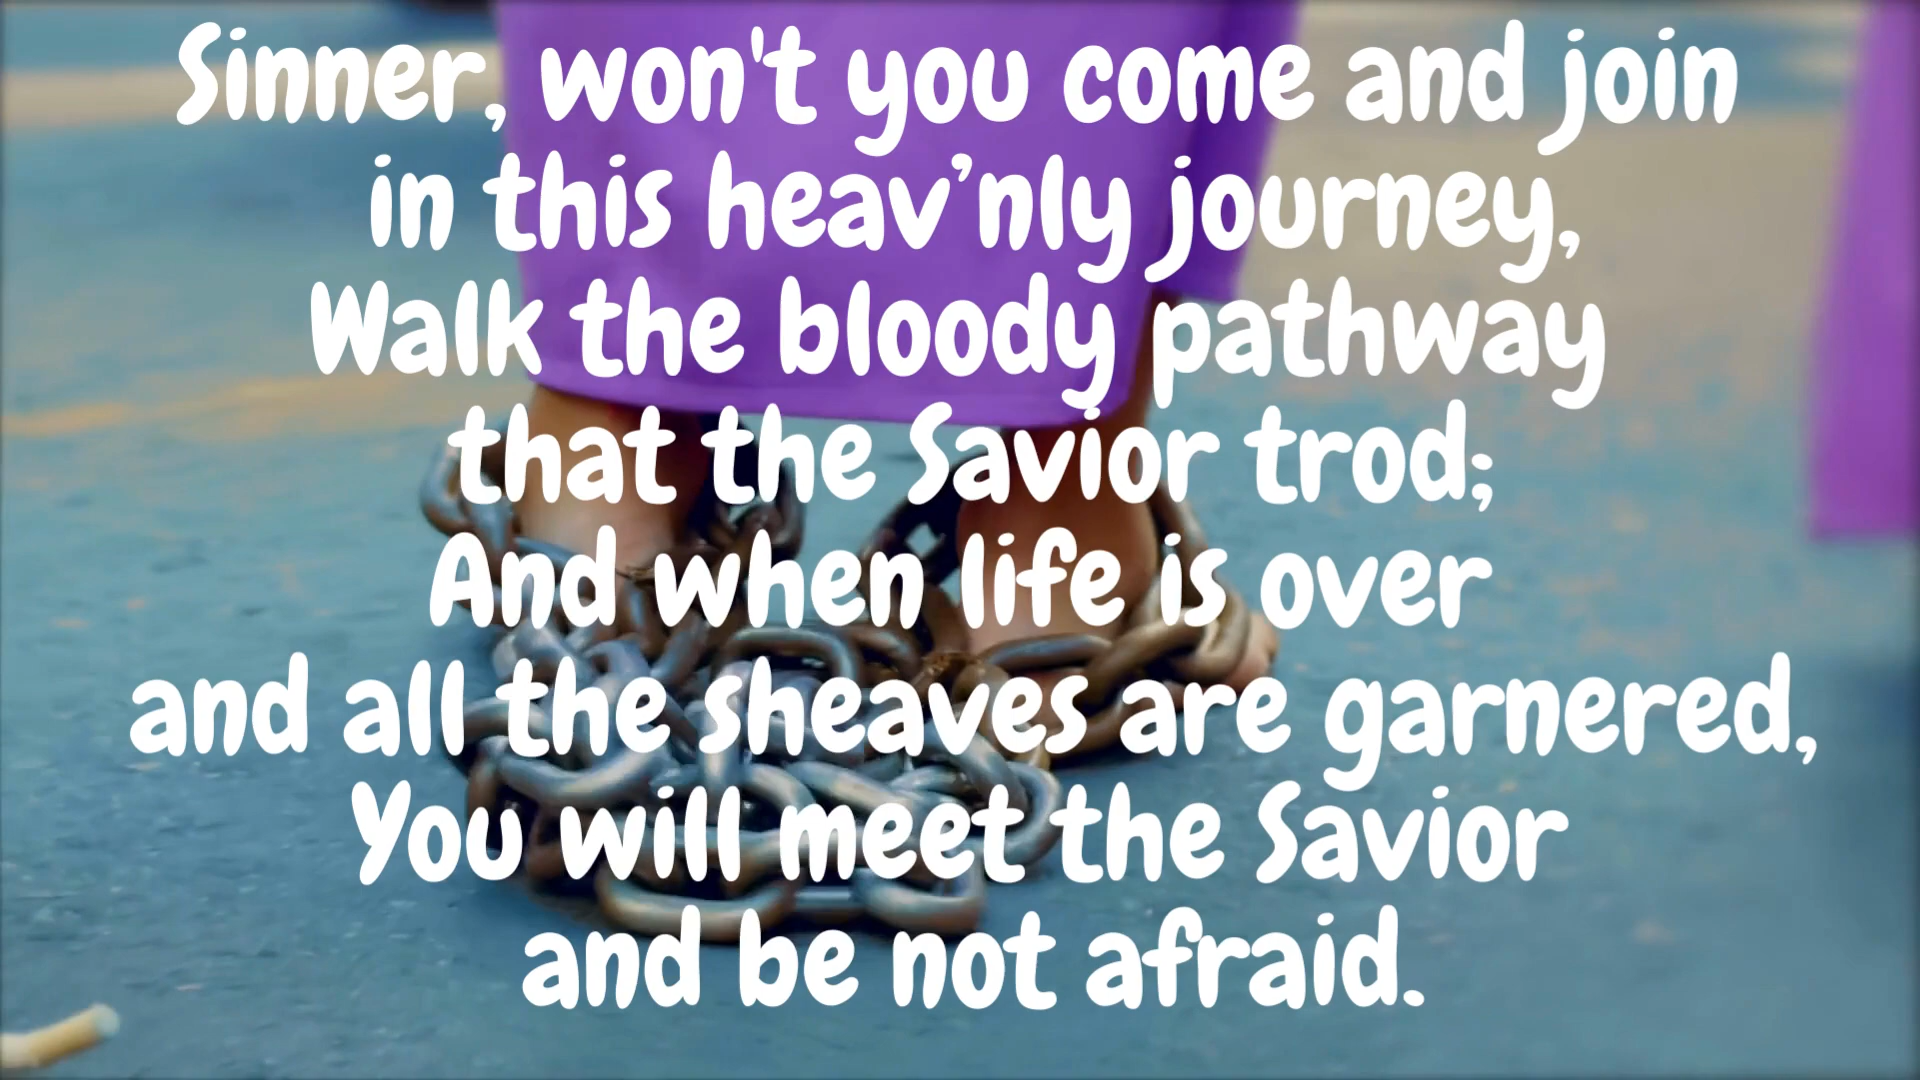 Sinner, won't you come and join
in this heav’nly journey,
Walk the bloody pathway
that the Savior trod;
And when life is over
and all the sheaves are garnered,
You will meet the Savior
and be not afraid.